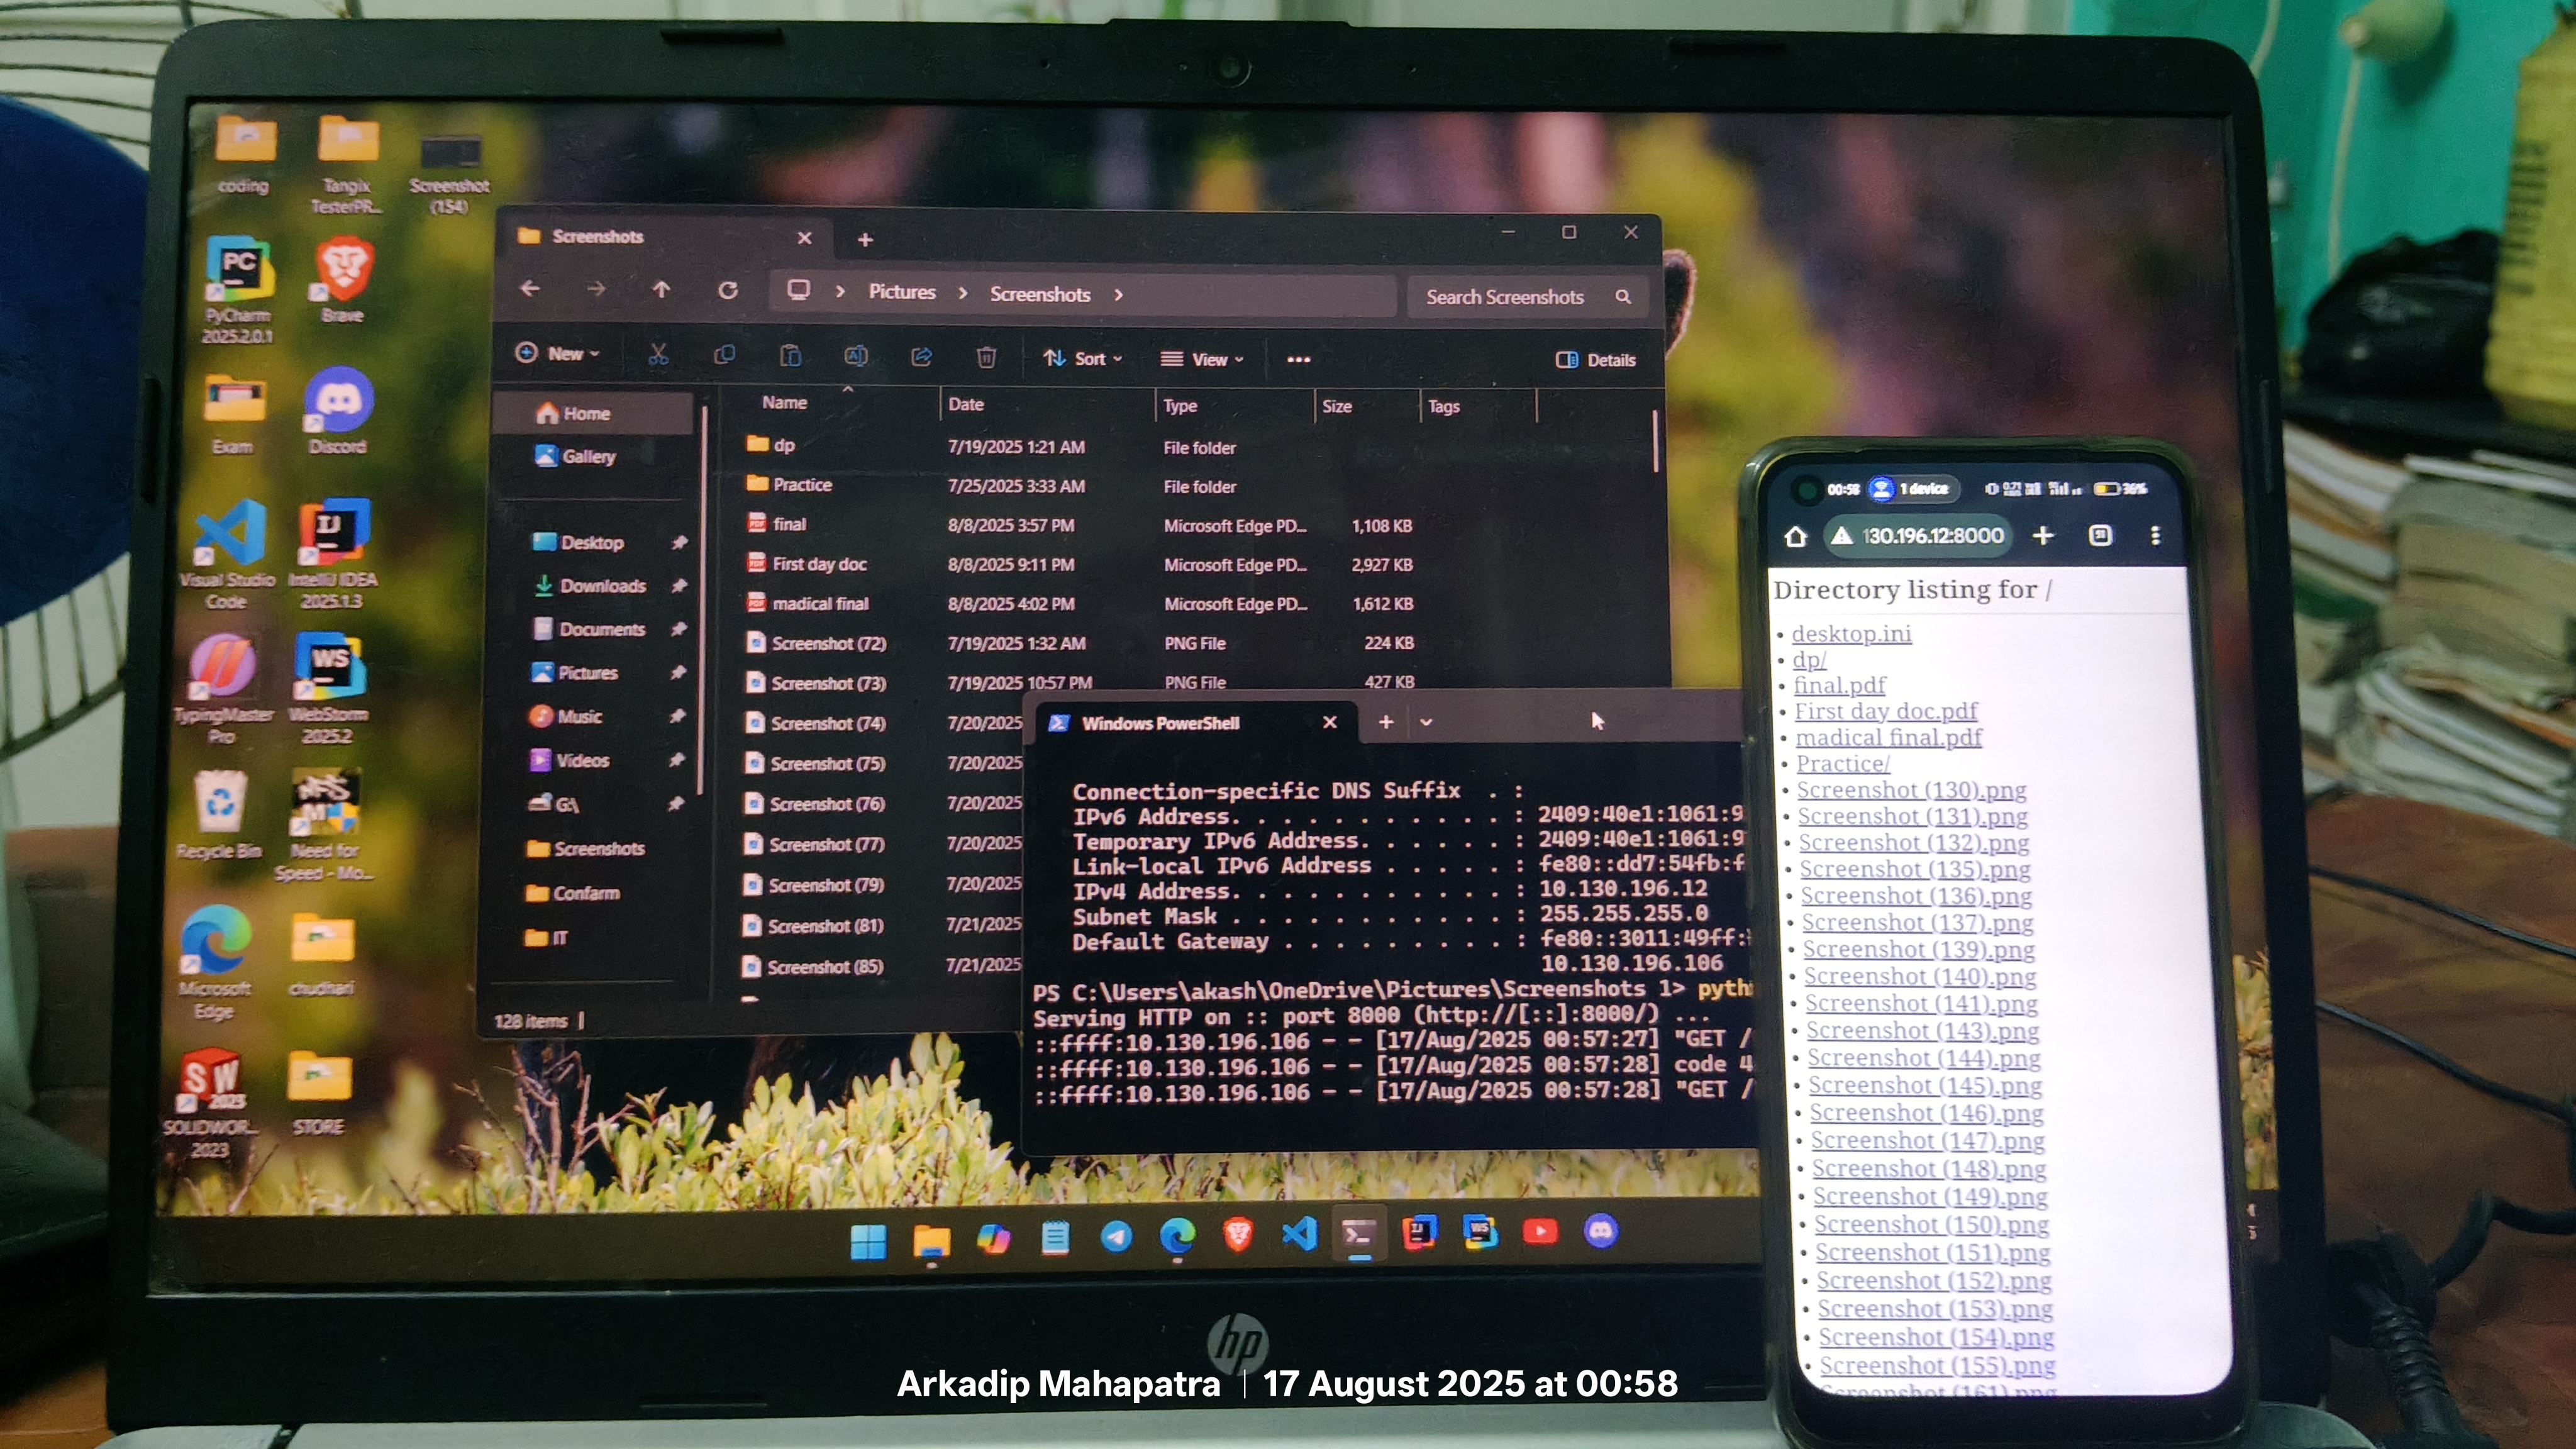 coding
Tangix
TesterPR...
Screenshot
(154)
PC
PyCharm
2025.2.0.1
Brave
Exam
Discord
Visual Studio
Code
IJ
IntelliJ IDEA
2025.1.3
TypingMaster
Pro
WS
WebStorm
2025.2
Recycle Bin
Need for
Speed - Mo...
Microsoft
Edge
chudhari
SW
2023
SOLIDWOR...
2023
STORE
Screenshots
Pictures
Screenshots
Search Screenshots
New
Sort
View
Details
Home
Gallery
Desktop
Downloads
Documents
Pictures
Music
Videos
G:\
Screenshots
Confarm
IT
128 items
Name Date Type Size Tags
dp 7/19/2025 1:21 AM File folder
Practice 7/25/2025 3:33 AM File folder
final 8/8/2025 3:57 PM Microsoft Edge PD... 1,108 KB
First day doc 8/8/2025 9:11 PM Microsoft Edge PD... 2,927 KB
madical final 8/8/2025 4:02 PM Microsoft Edge PD... 1,612 KB
Screenshot (72) 7/19/2025 1:32 AM PNG File 224 KB
Screenshot (73) 7/19/2025 10:57 PM PNG File 427 KB
Screenshot (74) 7/20/2025
Screenshot (75) 7/20/2025
Screenshot (76) 7/20/2025
Screenshot (77) 7/20/2025
Screenshot (79) 7/20/2025
Screenshot (81) 7/21/2025
Screenshot (85) 7/21/2025
Windows PowerShell
Connection-specific DNS Suffix . :
IPv6 Address. . . . . . . . . . . : 2409:40e1:1061:9
Temporary IPv6 Address. . . . . . : 2409:40e1:1061:9
Link-local IPv6 Address . . . . . : fe80::dd7:54fb:f
IPv4 Address. . . . . . . . . . . : 10.130.196.12
Subnet Mask . . . . . . . . . . . : 255.255.255.0
Default Gateway . . . . . . . . . : fe80::3011:49ff:
10.130.196.106
PS C:\Users\akash\OneDrive\Pictures\Screenshots 1> pyth
Serving HTTP on :: port 8000 (http://[::]:8000/) ...
::ffff:10.130.196.106 - - [17/Aug/2025 00:57:27] "GET /
::ffff:10.130.196.106 - - [17/Aug/2025 00:57:28] code 4
::ffff:10.130.196.106 - - [17/Aug/2025 00:57:28] "GET /
hp
00:58 1 device 36%
130.196.12:8000
Directory listing for /
desktop.ini
dp/
final.pdf
First day doc.pdf
madical final.pdf
Practice/
Screenshot (130).png
Screenshot (131).png
Screenshot (132).png
Screenshot (135).png
Screenshot (136).png
Screenshot (137).png
Screenshot (139).png
Screenshot (140).png
Screenshot (141).png
Screenshot (143).png
Screenshot (144).png
Screenshot (145).png
Screenshot (146).png
Screenshot (147).png
Screenshot (148).png
Screenshot (149).png
Screenshot (150).png
Screenshot (151).png
Screenshot (152).png
Screenshot (153).png
Screenshot (154).png
Screenshot (155).png
Screenshot (161).png
Arkadip Mahapatra | 17 August 2025 at 00:58